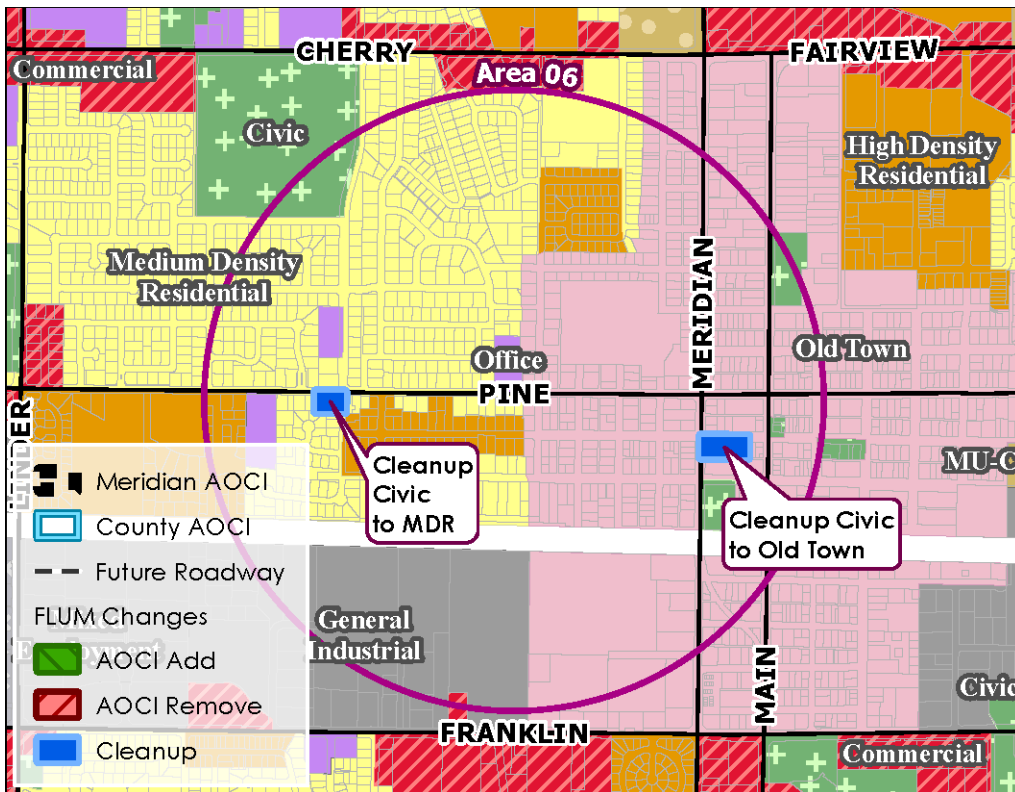 CHERRY
FAIRVIEW
Commercial
Area 06
Civic
High Density
Residential
Medium Density
Residential
MERIDIAN
Old Town
Office
PINE
LINDER
Cleanup
Civic
to MDR
MU-C
Cleanup Civic
to Old Town
Meridian AOCI
County AOCI
Future Roadway
FLUM Changes
AOCI Add
AOCI Remove
Cleanup
General
Industrial
MAIN
Civic
FRANKLIN
Commercial